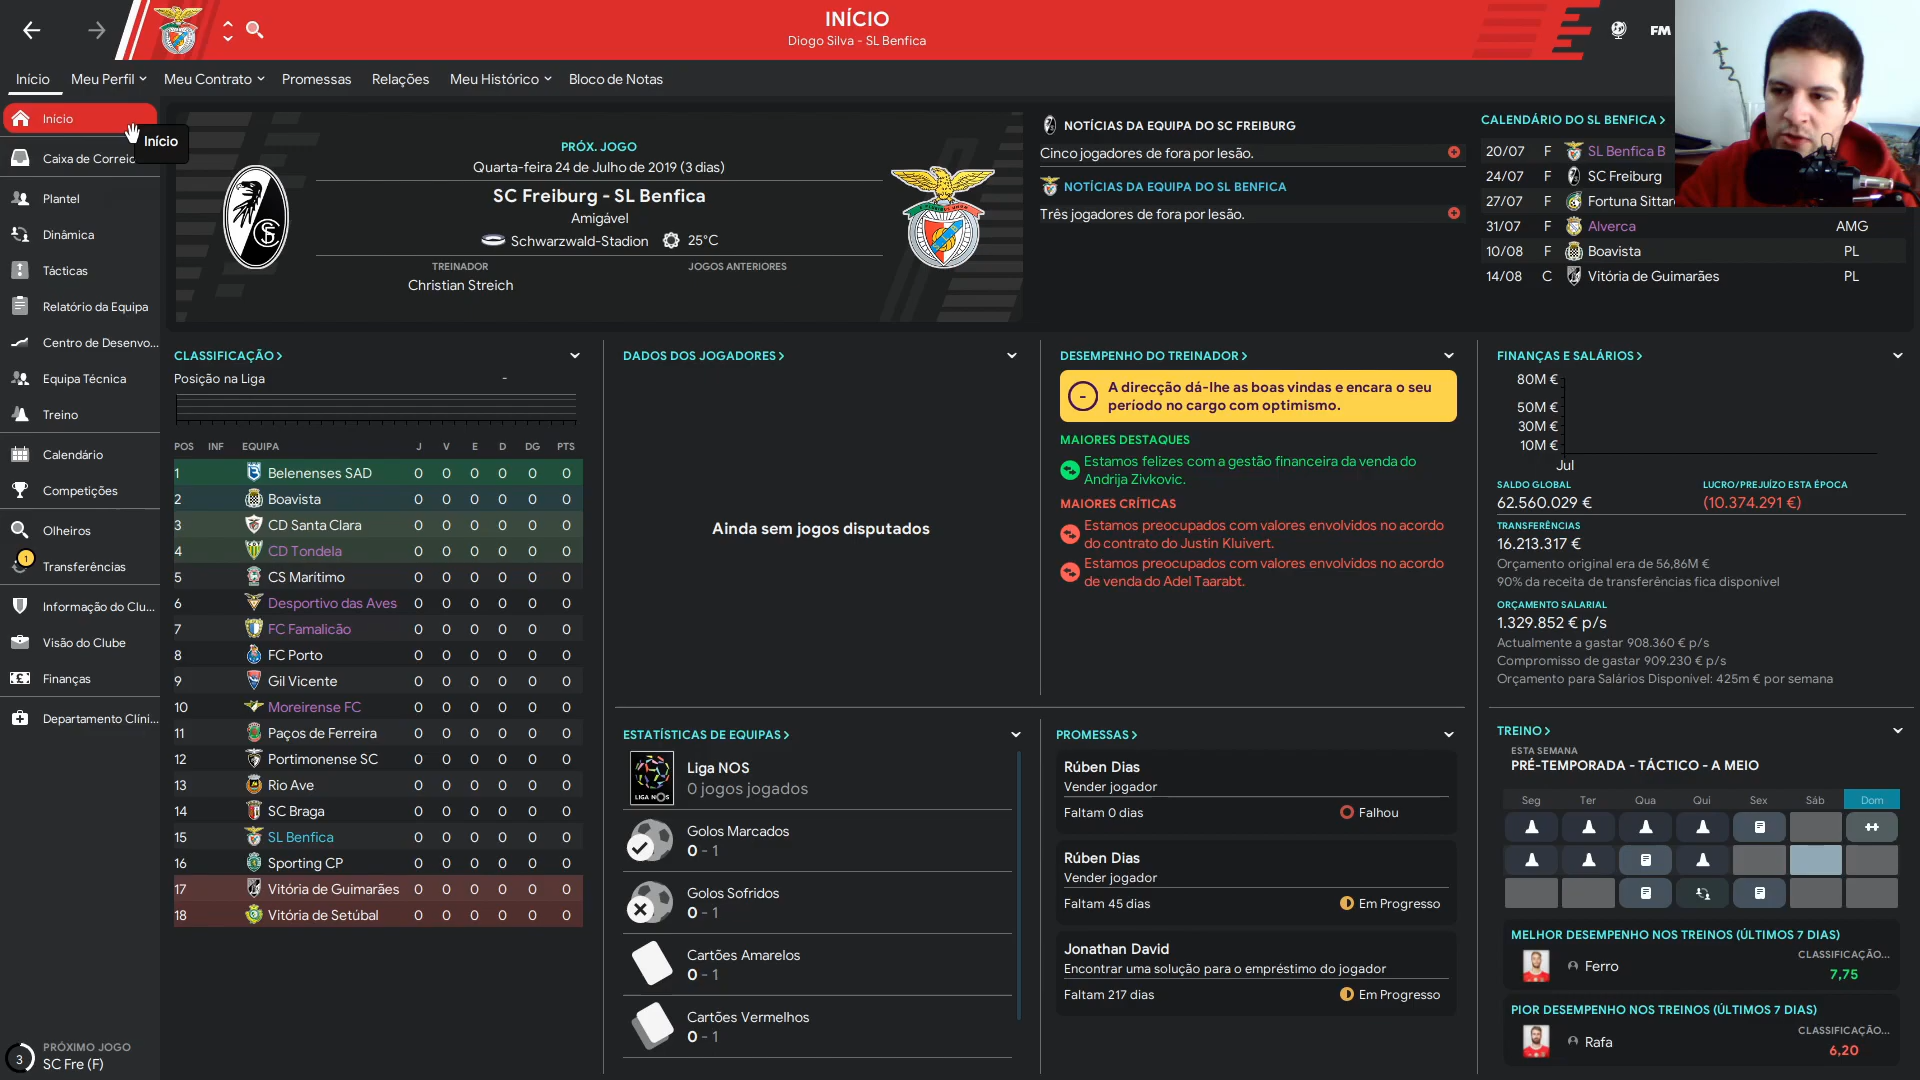 INÍCIO
Diogo Silva - SL Benfica
FM
Início
Meu Perfil
Meu Contrato
Promessas
Relações
Meu Histórico
Bloco de Notas
Início
Início
Caixa de Correio
Plantel
Dinâmica
Tácticas
Relatório da Equipa
Centro de Desenvo...
Equipa Técnica
Treino
Calendário
Competições
Olheiros
1
Transferências
Informação do Clu...
Visão do Clube
Finanças
Departamento Clíni...
3
PRÓXIMO JOGO
SC Fre (F)
PRÓX. JOGO
Quarta-feira 24 de Julho de 2019 (3 dias)
SC Freiburg - SL Benfica
Amigável
Schwarzwald-Stadion 25°C
TREINADOR
JOGOS ANTERIORES
Christian Streich
NOTÍCIAS DA EQUIPA DO SC FREIBURG
Cinco jogadores de fora por lesão.
NOTÍCIAS DA EQUIPA DO SL BENFICA
Três jogadores de fora por lesão.
CALENDÁRIO DO SL BENFICA >
20/07 F SL Benfica B
24/07 F SC Freiburg
27/07 F Fortuna Sittard
31/07 F Alverca AMG
10/08 F Boavista PL
14/08 C Vitória de Guimarães PL
CLASSIFICAÇÃO >
Posição na Liga -
POS INF EQUIPA J V E D DG PTS
1 Belenenses SAD 0 0 0 0 0 0
2 Boavista 0 0 0 0 0 0
3 CD Santa Clara 0 0 0 0 0 0
4 CD Tondela 0 0 0 0 0 0
5 CS Marítimo 0 0 0 0 0 0
6 Desportivo das Aves 0 0 0 0 0 0
7 FC Famalicão 0 0 0 0 0 0
8 FC Porto 0 0 0 0 0 0
9 Gil Vicente 0 0 0 0 0 0
10 Moreirense FC 0 0 0 0 0 0
11 Paços de Ferreira 0 0 0 0 0 0
12 Portimonense SC 0 0 0 0 0 0
13 Rio Ave 0 0 0 0 0 0
14 SC Braga 0 0 0 0 0 0
15 SL Benfica 0 0 0 0 0 0
16 Sporting CP 0 0 0 0 0 0
17 Vitória de Guimarães 0 0 0 0 0 0
18 Vitória de Setúbal 0 0 0 0 0 0
DADOS DOS JOGADORES >
Ainda sem jogos disputados
DESEMPENHO DO TREINADOR >
A direcção dá-lhe as boas vindas e encara o seu
período no cargo com optimismo.
MAIORES DESTAQUES
Estamos felizes com a gestão financeira da venda do
Andrija Zivkovic.
MAIORES CRÍTICAS
Estamos preocupados com valores envolvidos no acordo
do contrato do Justin Kluivert.
Estamos preocupados com valores envolvidos no acordo
de venda do Adel Taarabt.
FINANÇAS E SALÁRIOS >
80M €
50M €
30M €
10M €
Jul
SALDO GLOBAL
62.560.029 €
LUCRO/PREJUÍZO ESTA ÉPOCA
(10.374.291 €)
TRANSFERÊNCIAS
16.213.317 €
Orçamento original era de 56,86M €
90% da receita de transferências fica disponível
ORÇAMENTO SALARIAL
1.329.852 € p/s
Actualmente a gastar 908.360 € p/s
Compromisso de gastar 909.230 € p/s
Orçamento para Salários Disponível: 425m € por semana
ESTATÍSTICAS DE EQUIPAS >
LIGA NOS
Liga NOS
0 jogos jogados
Golos Marcados
0 - 1
Golos Sofridos
0 - 1
Cartões Amarelos
0 - 1
Cartões Vermelhos
0 - 1
PROMESSAS >
Rúben Dias
Vender jogador
Faltam 0 dias Falhou
Rúben Dias
Vender jogador
Faltam 45 dias Em Progresso
Jonathan David
Encontrar uma solução para o empréstimo do jogador
Faltam 217 dias Em Progresso
TREINO >
ESTA SEMANA
PRÉ-TEMPORADA - TÁCTICO - A MEIO
Seg Ter Qua Qui Sex Sáb Dom
MELHOR DESEMPENHO NOS TREINOS (ÚLTIMOS 7 DIAS)
CLASSIFICAÇÃO...
Ferro
7,75
PIOR DESEMPENHO NOS TREINOS (ÚLTIMOS 7 DIAS)
CLASSIFICAÇÃO...
Rafa
6,20